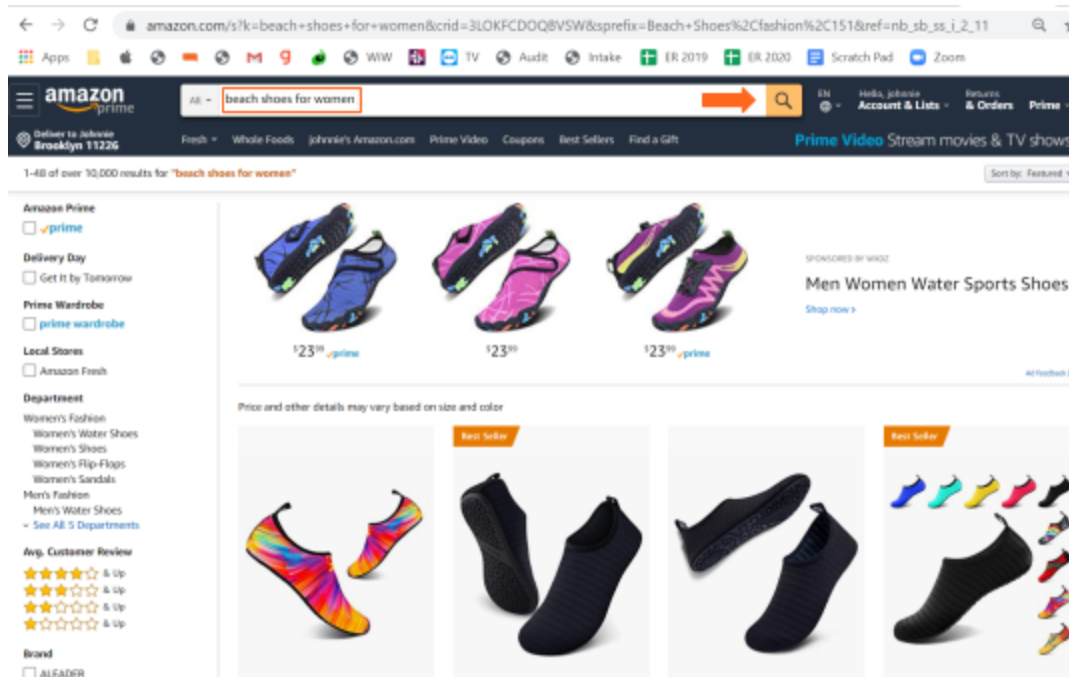 amazon.com/s?k=beach+shoes+for+women&crid=3LOKFCDOQBVSW&sprefix=Beach+Shoes%2Cfashion%2C151&ref=nb_sb_ss_i_2_11
Apps WIW TV Audit Intake ER 2019 ER 2020 Scratch Pad Zoom
amazon prime
All beach shoes for women
EN Hello, johnnie Account & Lists Returns & Orders Prime
Deliver to Johnnie
Brooklyn 11226
Fresh Whole Foods johnnie's Amazon.com Prime Video Coupons Best Sellers Find a Gift
Prime Video Stream movies & TV shows
1-48 of over 10,000 results for "beach shoes for women"
Sort by: Featured
Amazon Prime
prime
Delivery Day
Get It by Tomorrow
Prime Wardrobe
prime wardrobe
Local Stores
Amazon Fresh
Department
Women's Fashion
Women's Water Shoes
Women's Shoes
Women's Flip-Flops
Women's Sandals
Men's Fashion
Men's Water Shoes
See All 5 Departments
Avg. Customer Review
& Up
& Up
& Up
& Up
Brand
ALEADER
$23 prime
$23
$23 prime
Men Women Water Sports Shoes
Shop now
Ad feedback
Price and other details may vary based on size and color
Best Seller
Best Seller